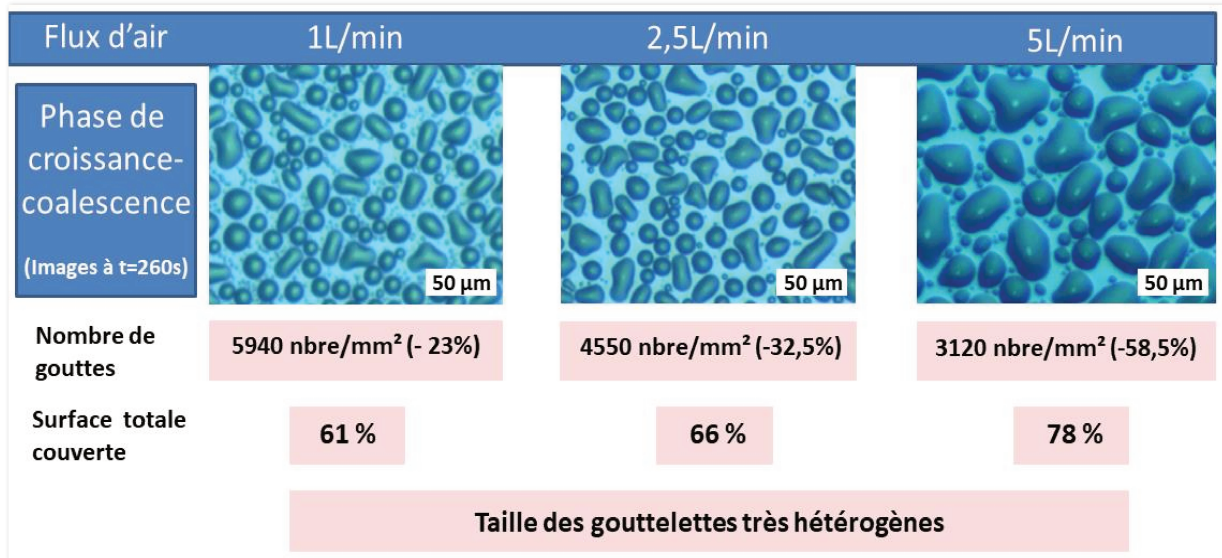 Flux d'air 1L/min 2,5L/min 5L/min
Phase de
croissance-
coalescence
(Images à t=260s)
50 µm 50 µm 50 µm
Nombre de
gouttes
5940 nbre/mm² (- 23%) 4550 nbre/mm² (-32,5%) 3120 nbre/mm² (-58,5%)
Surface totale
couverte
61 % 66 % 78 %
Taille des gouttelettes très hétérogènes